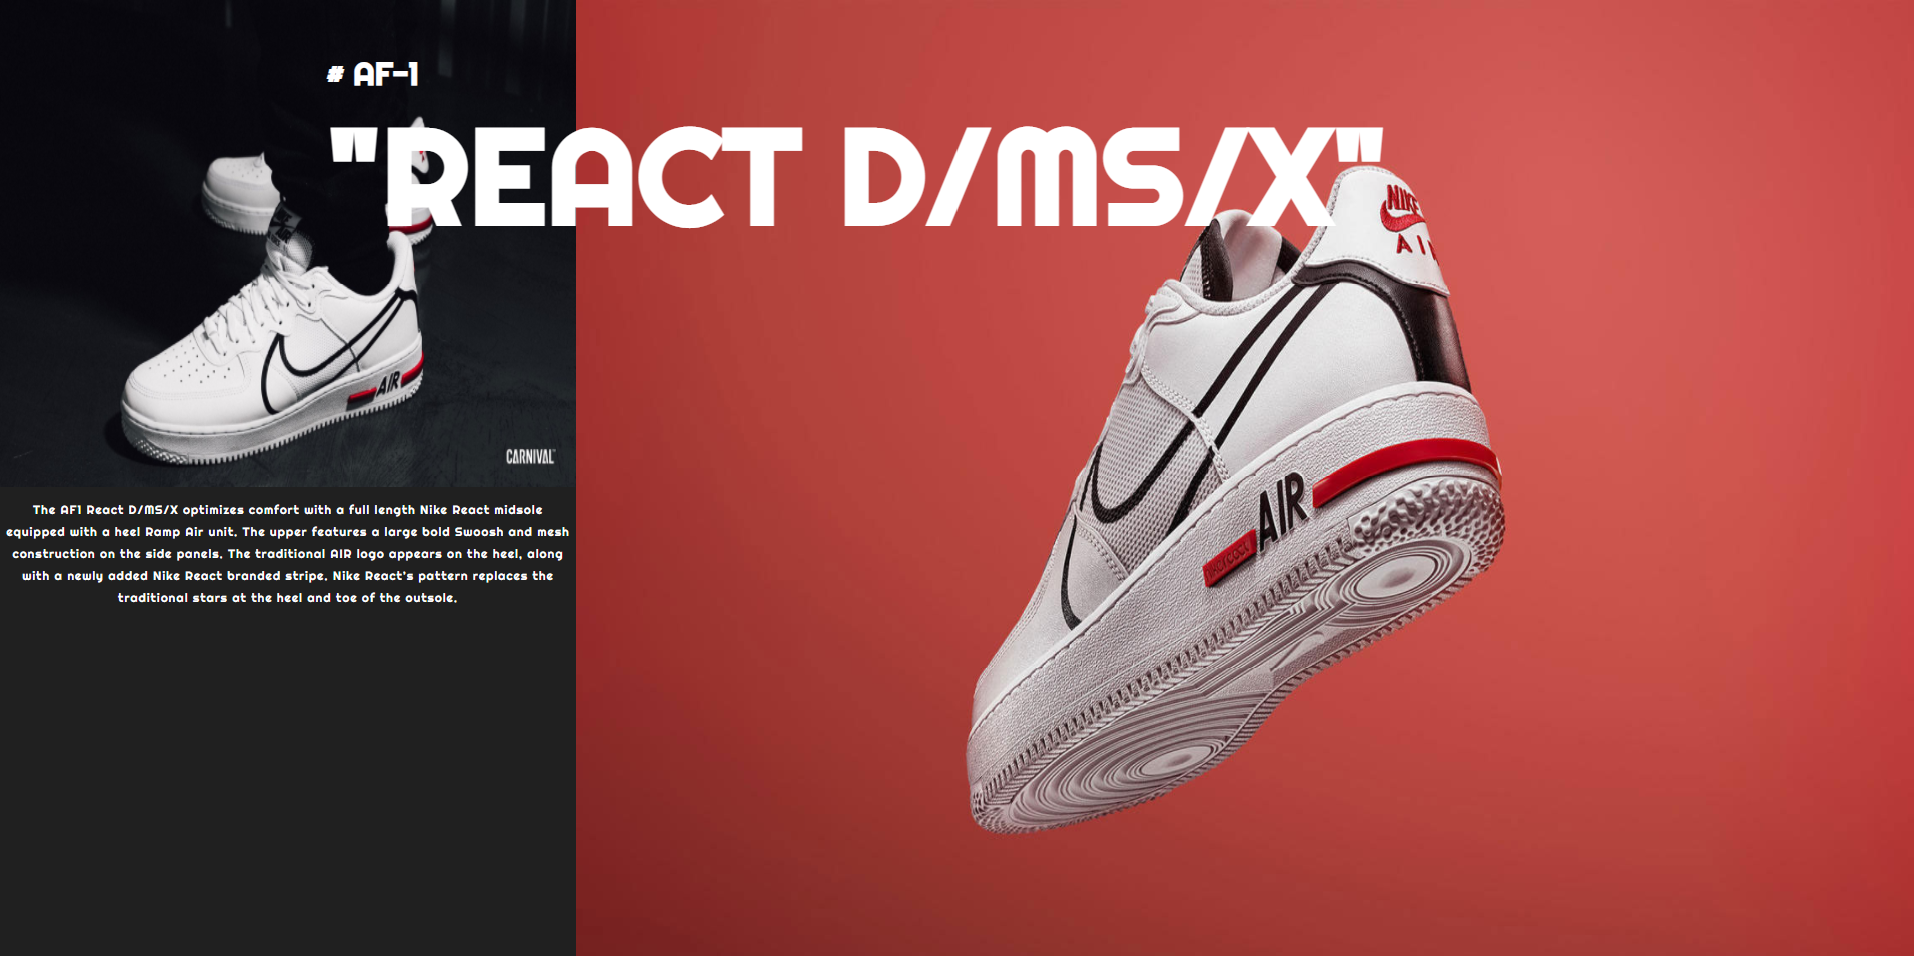 # AF-1
"REACT D/MS/X"
NIKE
AIR
AIR
CARNIVAL
AIR
nikereact
The AF1 React D/MS/X optimizes comfort with a full length Nike React midsole
equipped with a heel Ramp Air unit. The upper features a large bold Swoosh and mesh
construction on the side panels. The traditional AIR logo appears on the heel, along
with a newly added Nike React branded stripe. Nike React's pattern replaces the
traditional stars at the heel and toe of the outsole.